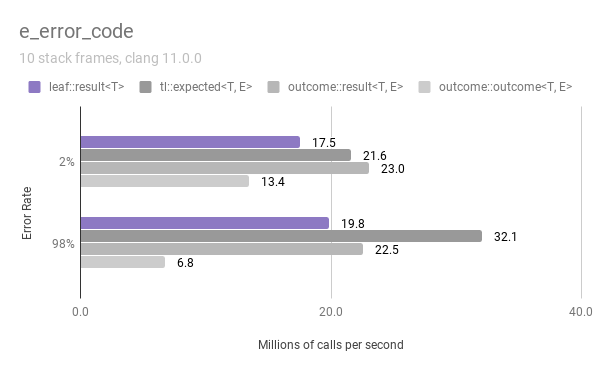 e_error_code
10 stack frames, clang 11.0.0
leaf::result<T> tl::expected<T, E> outcome::result<T, E> outcome::outcome<T, E>
17.5
2% 21.6
23.0
13.4
Error Rate
19.8
32.1
98% 22.5
6.8
0.0 20.0 40.0
Millions of calls per second